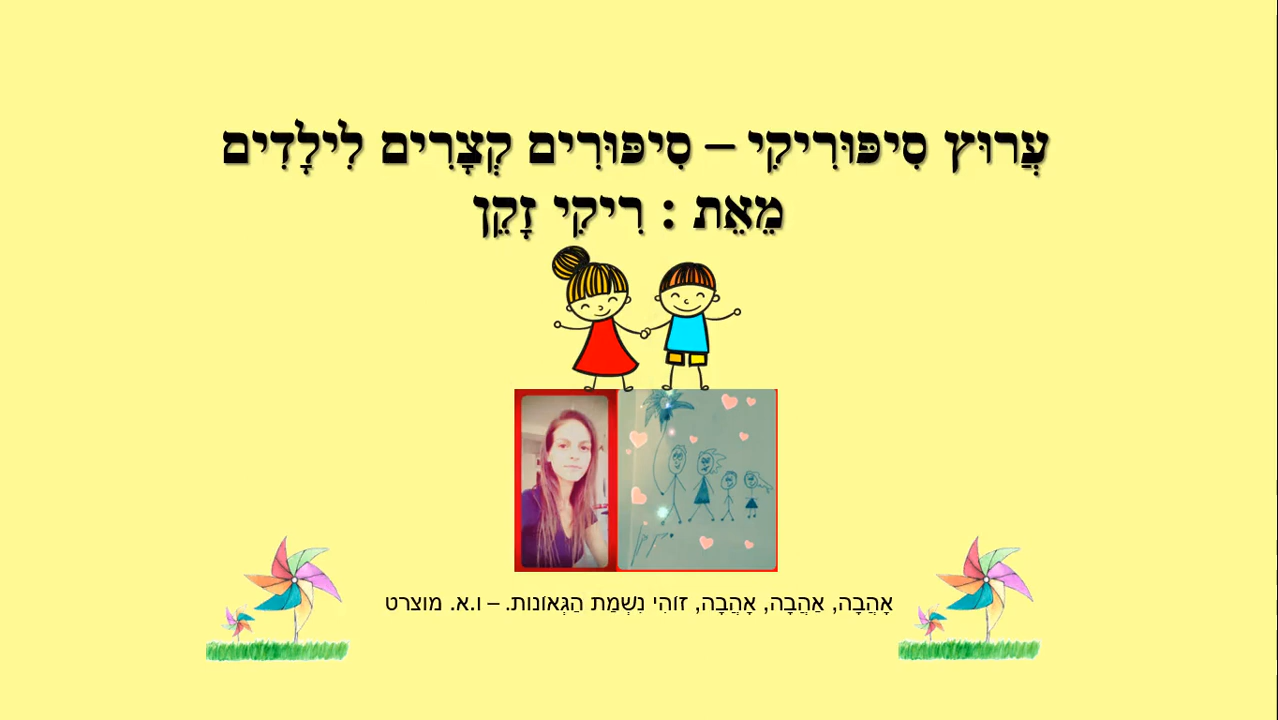 עֲרוּץ סִיפּוּרִיקִי – סִיפּוּרִים קְצָרִים לִילָדִים
מֵאֵת : רִיקִי זָקֵן
אָהֲבָה, אַהֲבָה, אָהֲבָה, זוֹהִי נִשְׁמַת הַגְּאוֹנוּת. – ו.א. מוצרט